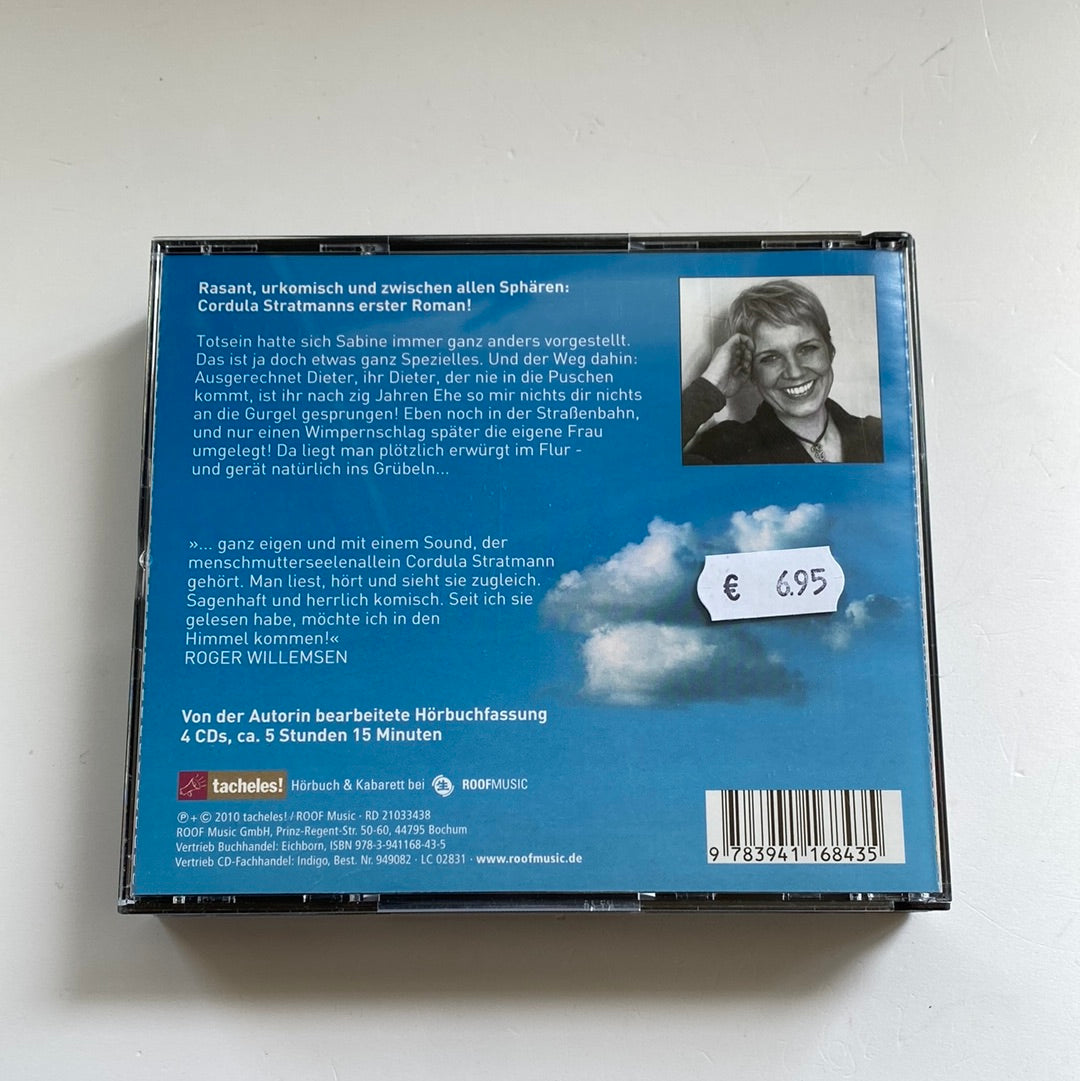 Rasant, urkomisch und zwischen allen Sphären:
Cordula Stratmanns erster Roman!
Totsein hatte sich Sabine immer ganz anders vorgestellt.
Das ist ja doch etwas ganz Spezielles. Und der Weg dahin:
Ausgerechnet Dieter, ihr Dieter, der nie in die Puschen
kommt, ist ihr nach zig Jahren Ehe so mir nichts dir nichts
an die Gurgel gesprungen! Eben noch in der Straßenbahn,
und nur einen Wimpernschlag später die eigene Frau
umgelegt! Da liegt man plötzlich erwürgt im Flur -
und gerät natürlich ins Grübeln...
»... ganz eigen und mit einem Sound, der
menschmutterseelenallein Cordula Stratmann
gehört. Man liest, hört und sieht sie zugleich.
Sagenhaft und herrlich komisch. Seit ich sie
gelesen habe, möchte ich in den
Himmel kommen!«
ROGER WILLEMSEN
€ 6.95
Von der Autorin bearbeitete Hörbuchfassung
4 CDs, ca. 5 Stunden 15 Minuten
tacheles! Hörbuch & Kabarett bei ROOFMUSIC
℗ + © 2010 tacheles! / ROOF Music · RD 21033438
ROOF Music GmbH, Prinz-Regent-Str. 50-60, 44795 Bochum
Vertrieb Buchhandel: Eichborn, ISBN 978-3-941168-43-5
Vertrieb CD-Fachhandel: Indigo, Best. Nr. 949082 · LC 02831 · www.roofmusic.de
9 783941 168435